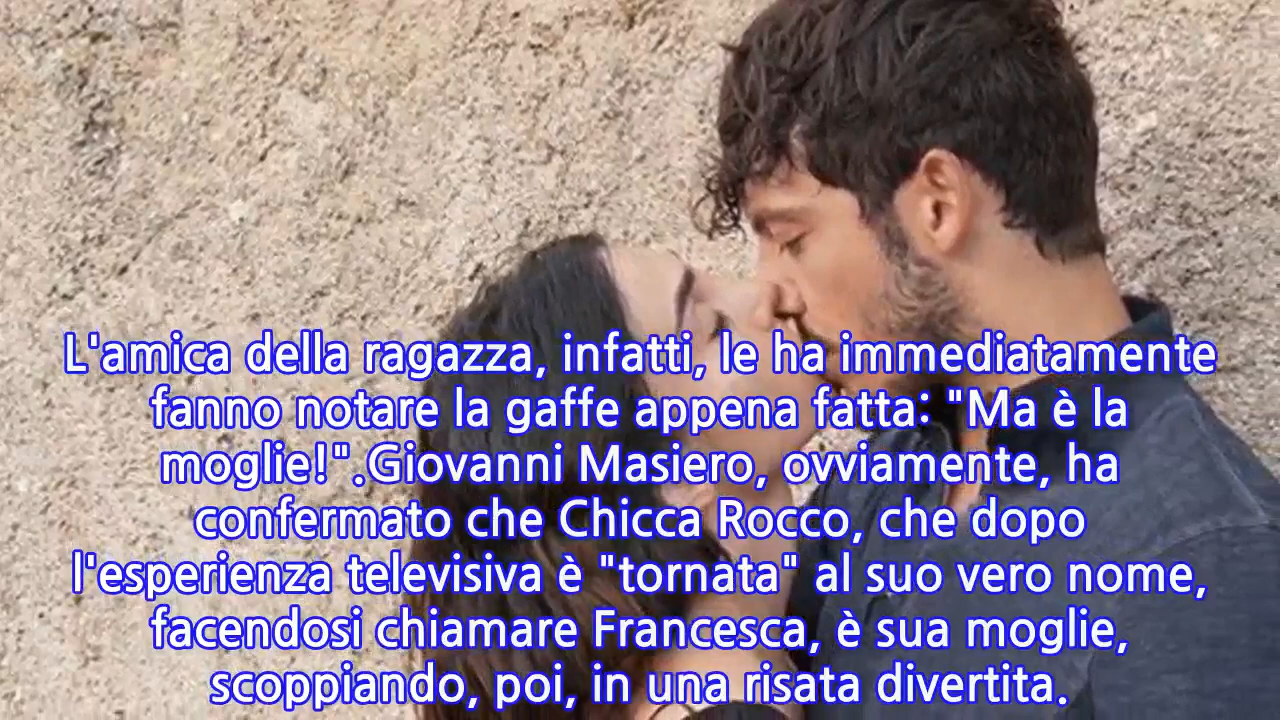 L'amica della ragazza, infatti, le ha immediatamente
fanno notare la gaffe appena fatta: "Ma è la
moglie!".Giovanni Masiero, ovviamente, ha
confermato che Chicca Rocco, che dopo
l'esperienza televisiva è "tornata" al suo vero nome,
facendosi chiamare Francesca, è sua moglie,
scoppiando, poi, in una risata divertita.